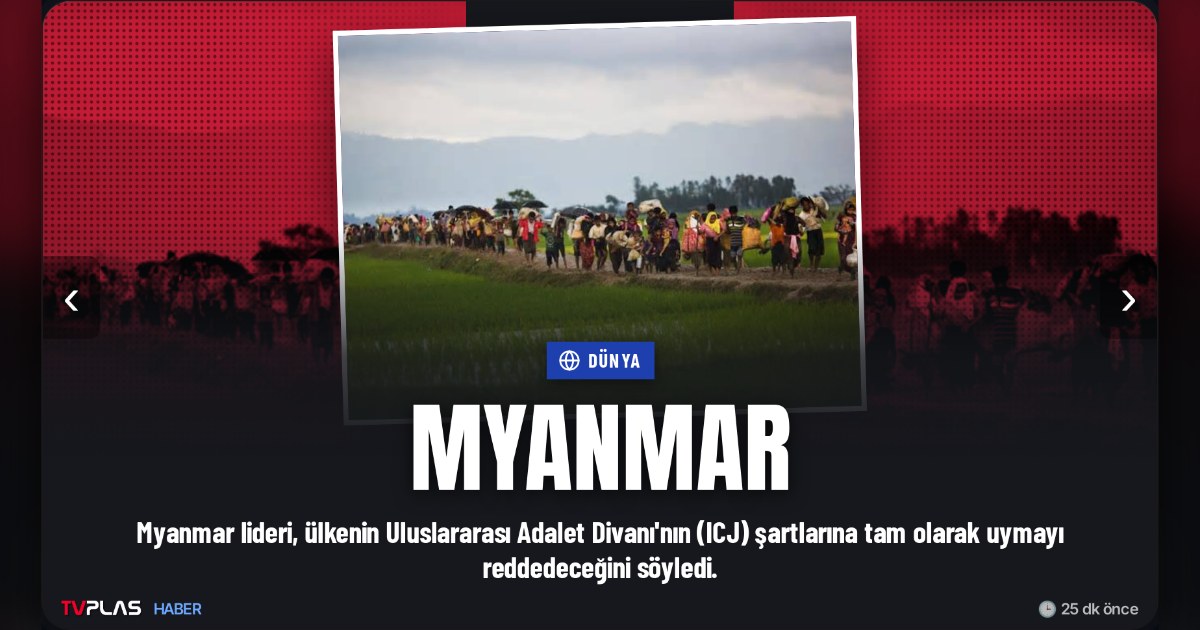 DÜNYA
MYANMAR
Myanmar lideri, ülkenin Uluslararası Adalet Divanı'nın (ICJ) şartlarına tam olarak uymayı
reddedeceğini söyledi.
TVPLAS HABER
25 dk önce